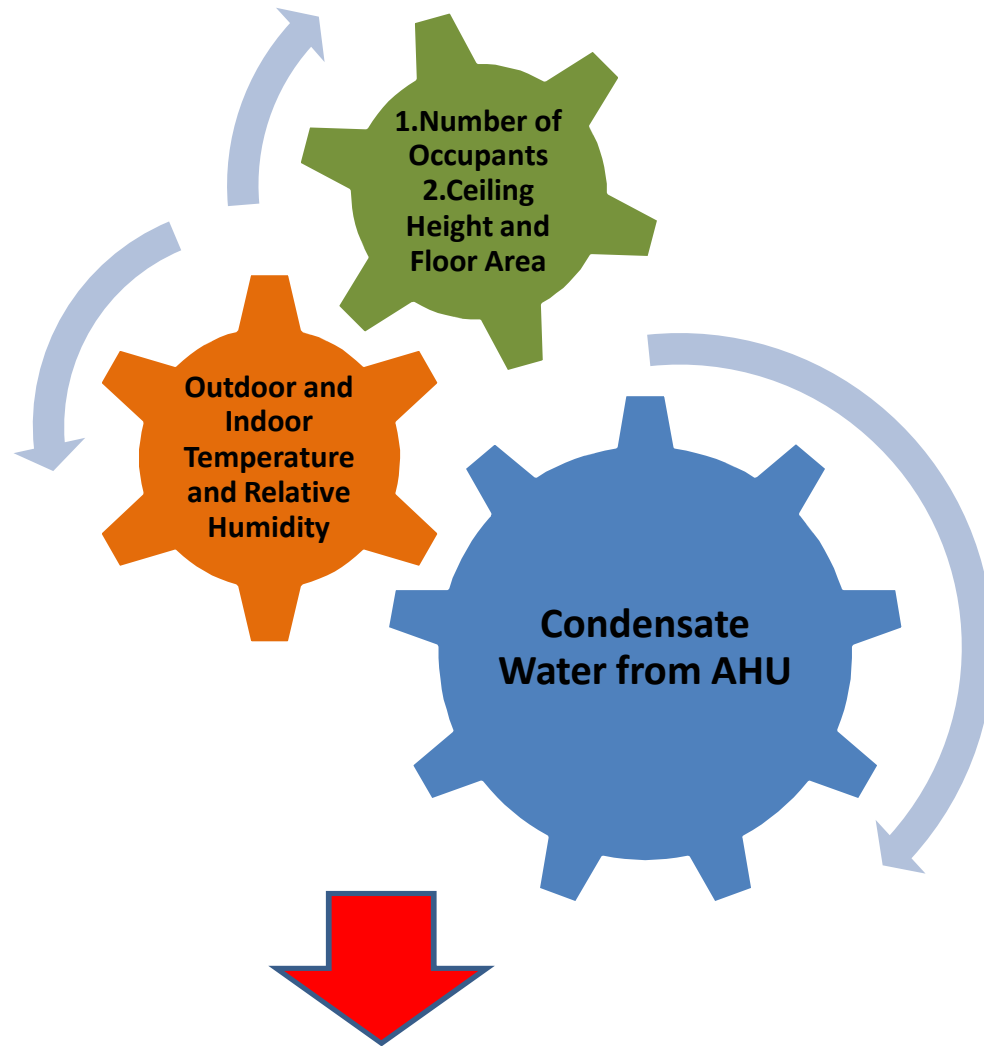 1.Number of
Occupants
2.Ceiling
Height and
Floor Area
Outdoor and
Indoor
Temperature
and Relative
Humidity
Condensate
Water from AHU